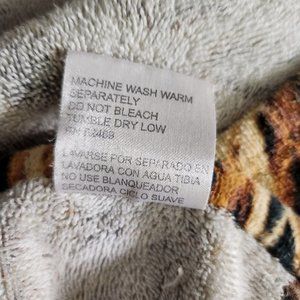 MACHINE WASH WARM
SEPARATELY
DO NOT BLEACH
TUMBLE DRY LOW
LAVARSE POR SEPARADO EN
LAVADORA CON AGUA TIBIA
NO USE BLANQUEADOR
SECADORA CICLO SUAVE